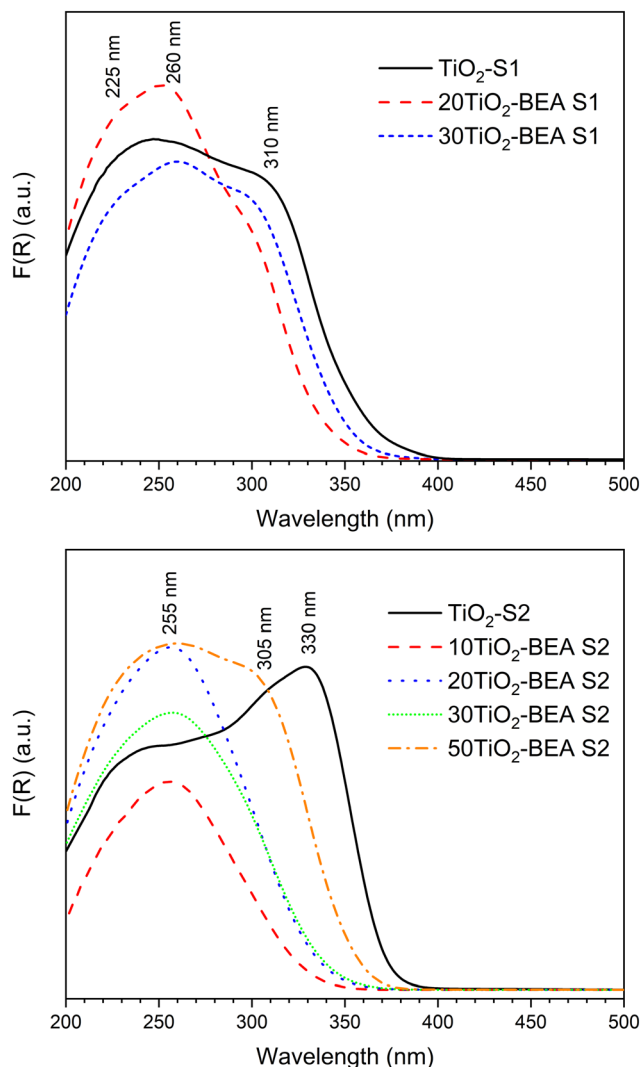 225 nm
260 nm
310 nm
TiO₂-S1
20TiO₂-BEA S1
30TiO₂-BEA S1
F(R) (a.u.)
200 250 300 350 400 450 500
Wavelength (nm)
255 nm
305 nm
330 nm
TiO₂-S2
10TiO₂-BEA S2
20TiO₂-BEA S2
30TiO₂-BEA S2
50TiO₂-BEA S2
F(R) (a.u.)
200 250 300 350 400 450 500
Wavelength (nm)